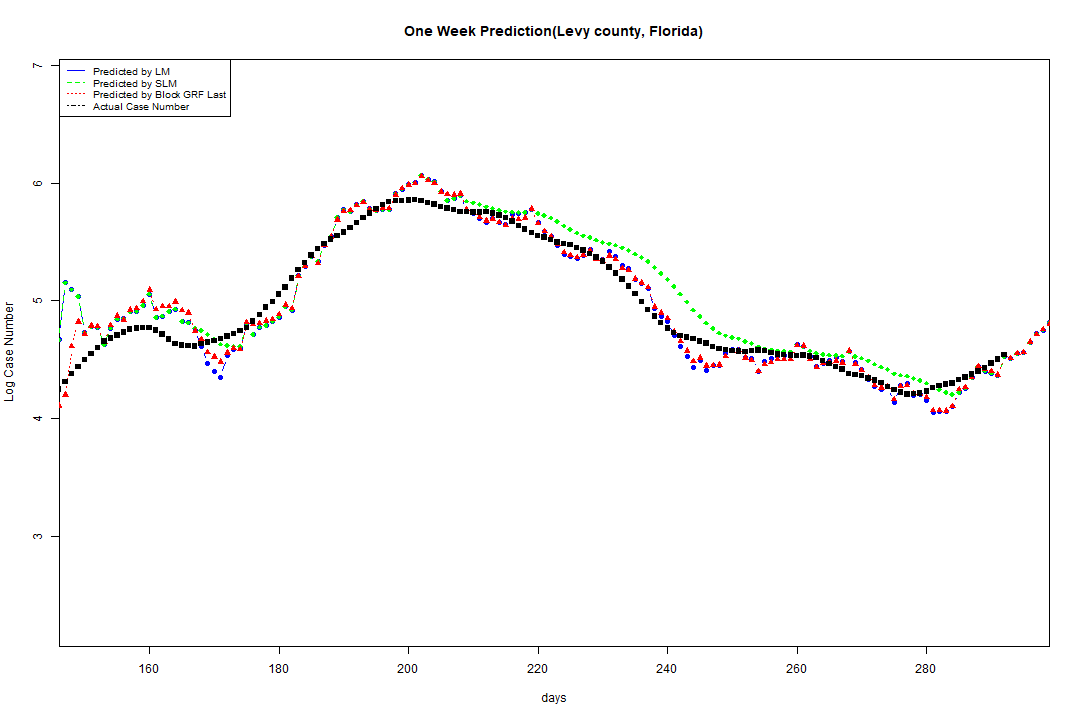 One Week Prediction(Levy county, Florida)
7
Predicted by LM
Predicted by SLM
Predicted by Block GRF Last
Actual Case Number
6
5
4
3
Log Case Number
160 180 200 220 240 260 280
days